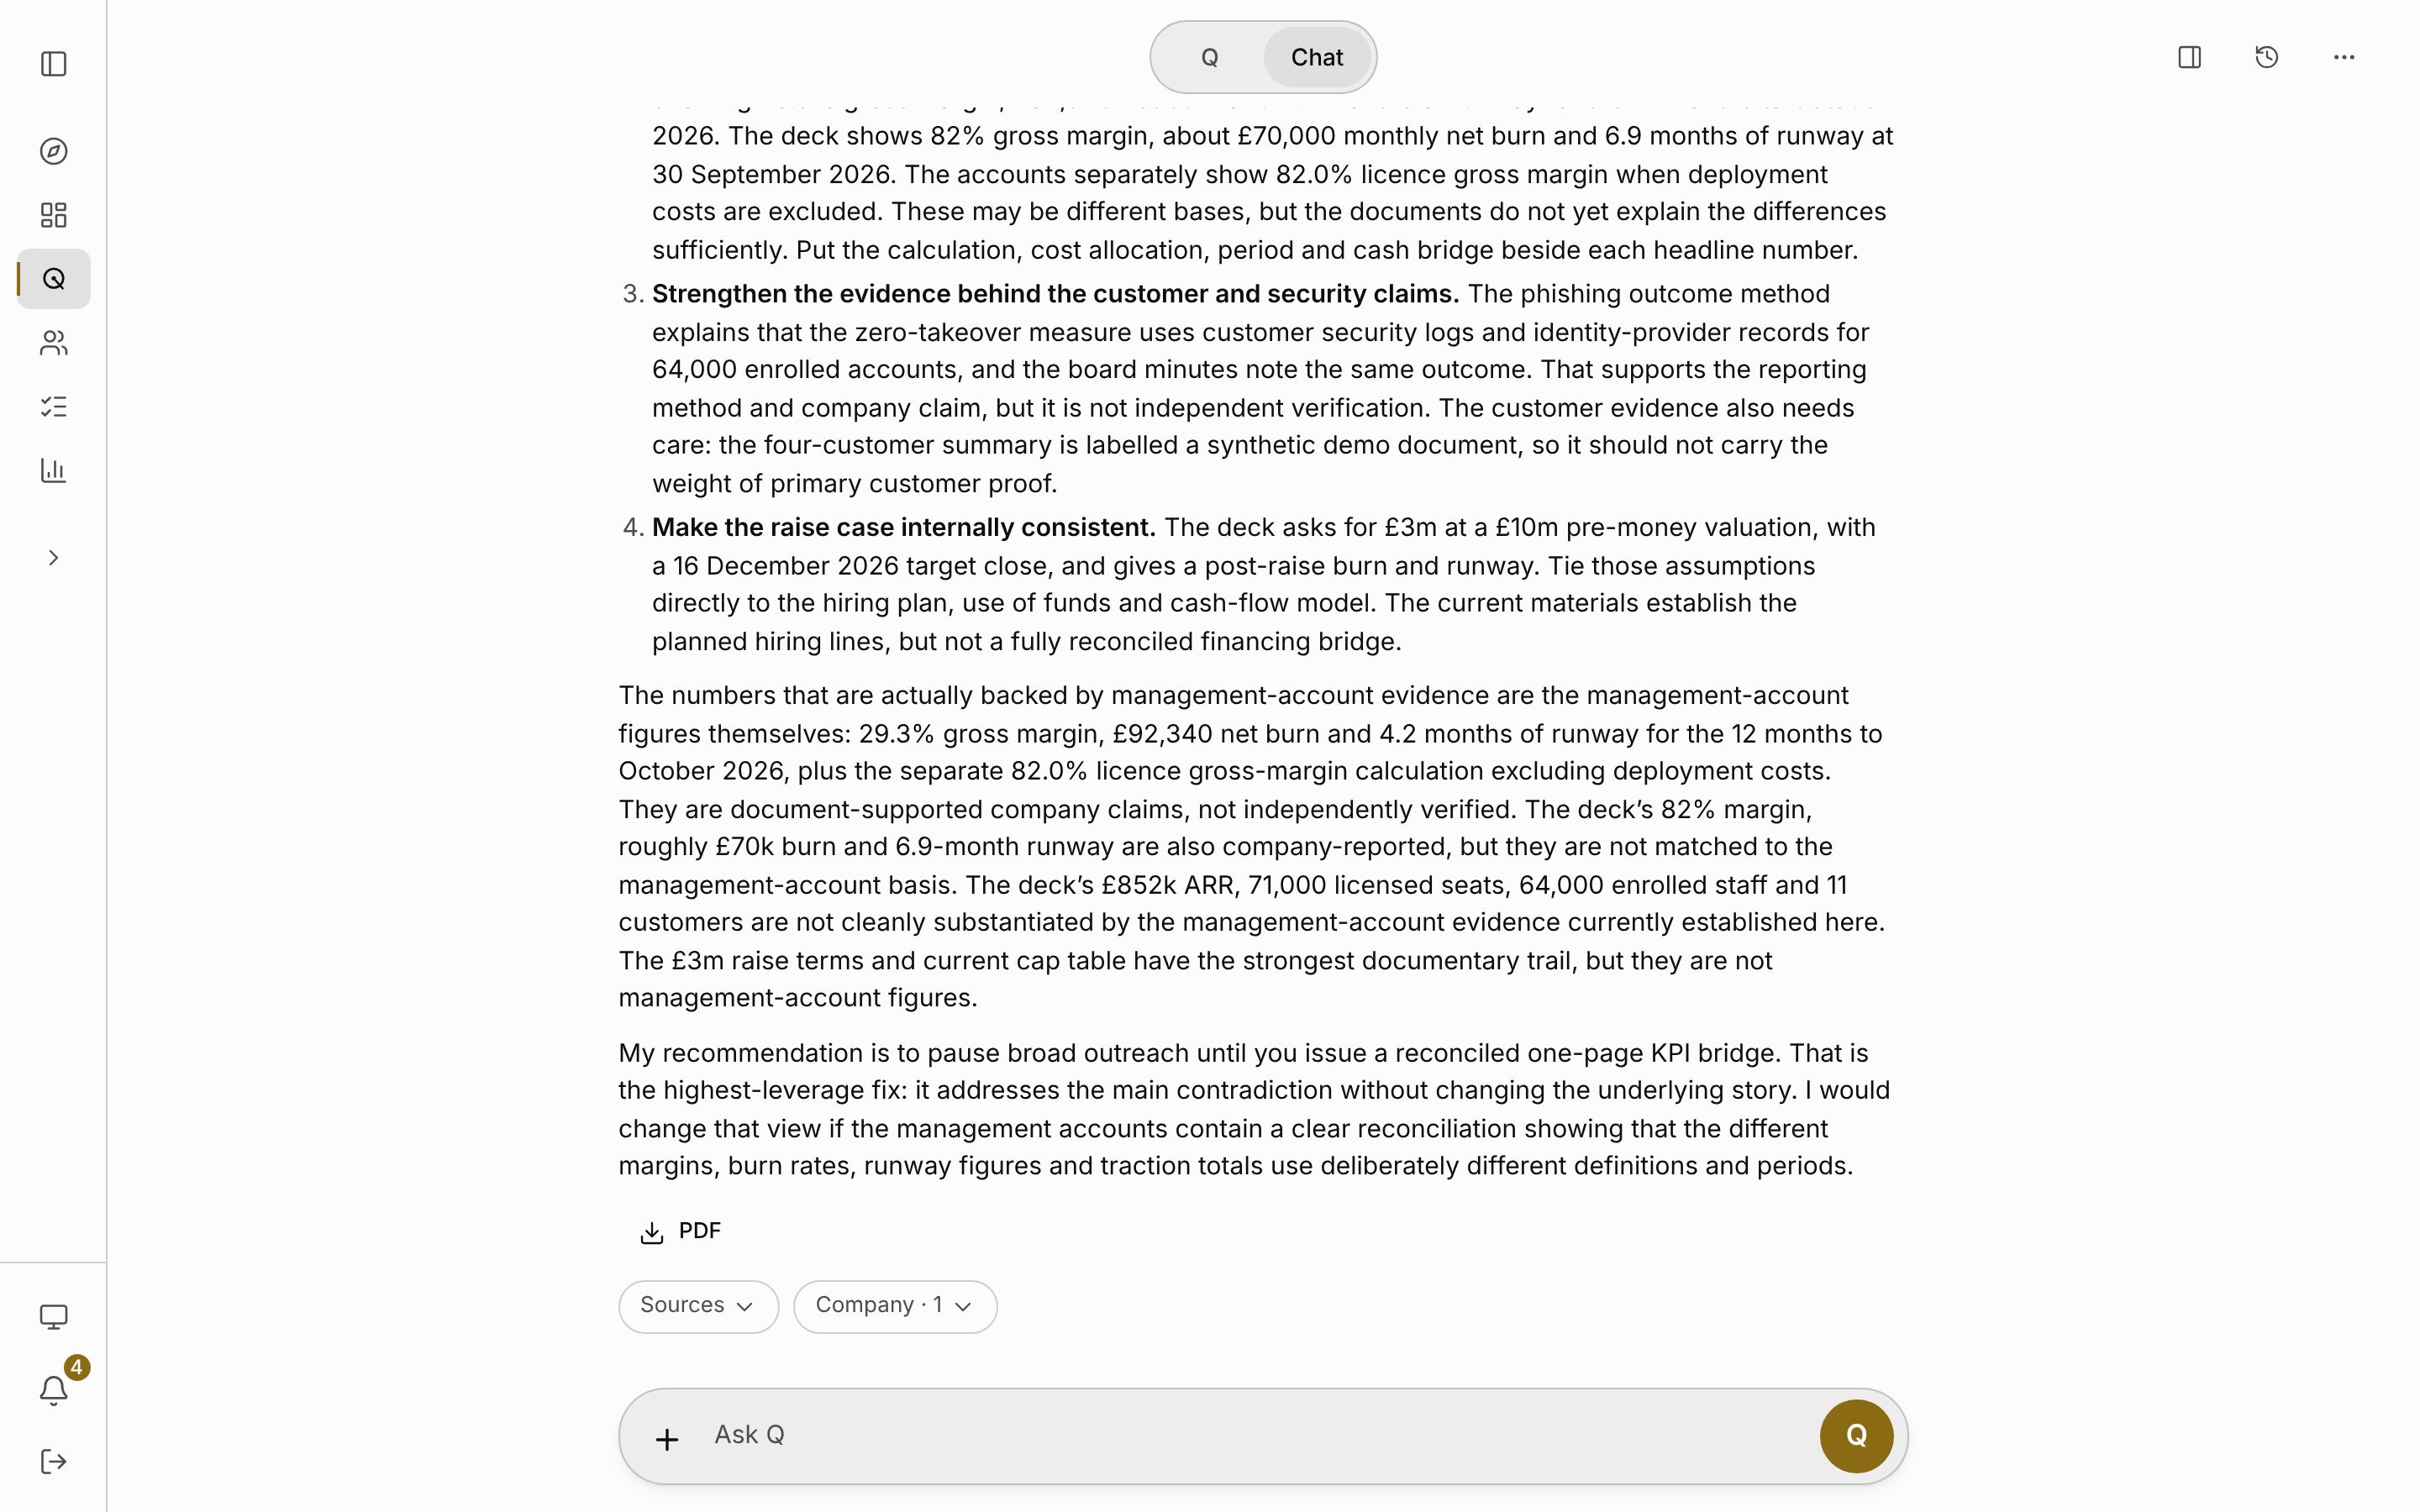 Q
Chat
2026. The deck shows 82% gross margin, about £70,000 monthly net burn and 6.9 months of runway at
30 September 2026. The accounts separately show 82.0% licence gross margin when deployment
costs are excluded. These may be different bases, but the documents do not yet explain the differences
sufficiently. Put the calculation, cost allocation, period and cash bridge beside each headline number.
3. Strengthen the evidence behind the customer and security claims. The phishing outcome method
explains that the zero-takeover measure uses customer security logs and identity-provider records for
64,000 enrolled accounts, and the board minutes note the same outcome. That supports the reporting
method and company claim, but it is not independent verification. The customer evidence also needs
care: the four-customer summary is labelled a synthetic demo document, so it should not carry the
weight of primary customer proof.
4. Make the raise case internally consistent. The deck asks for £3m at a £10m pre-money valuation, with
a 16 December 2026 target close, and gives a post-raise burn and runway. Tie those assumptions
directly to the hiring plan, use of funds and cash-flow model. The current materials establish the
planned hiring lines, but not a fully reconciled financing bridge.
The numbers that are actually backed by management-account evidence are the management-account
figures themselves: 29.3% gross margin, £92,340 net burn and 4.2 months of runway for the 12 months to
October 2026, plus the separate 82.0% licence gross-margin calculation excluding deployment costs.
They are document-supported company claims, not independently verified. The deck’s 82% margin,
roughly £70k burn and 6.9-month runway are also company-reported, but they are not matched to the
management-account basis. The deck’s £852k ARR, 71,000 licensed seats, 64,000 enrolled staff and 11
customers are not cleanly substantiated by the management-account evidence currently established here.
The £3m raise terms and current cap table have the strongest documentary trail, but they are not
management-account figures.
My recommendation is to pause broad outreach until you issue a reconciled one-page KPI bridge. That is
the highest-leverage fix: it addresses the main contradiction without changing the underlying story. I would
change that view if the management accounts contain a clear reconciliation showing that the different
margins, burn rates, runway figures and traction totals use deliberately different definitions and periods.
PDF
Sources
Company · 1
4
Ask Q
Q